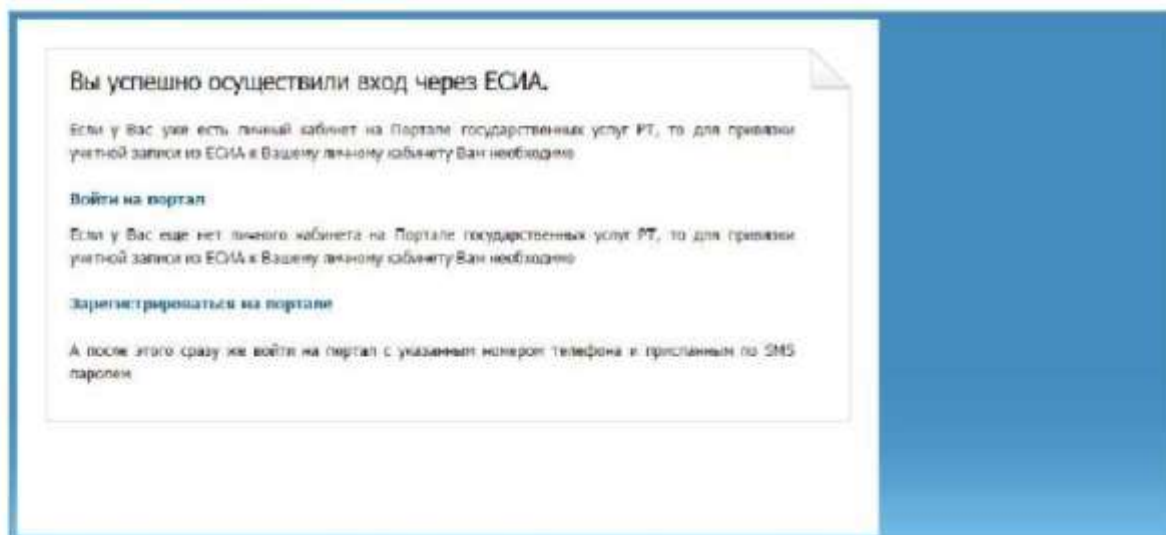 Вы успешно осуществили вход через ЕСИА.
Если у Вас уже есть личный кабинет на Портале государственных услуг РТ, то для привязки
учетной записи из ЕСИА к Вашему личному кабинету Вам необходимо
Войти на портал
Если у Вас еще нет личного кабинета на Портале государственных услуг РТ, то для привязки
учетной записи из ЕСИА к Вашему личному кабинету Вам необходимо
Зарегистрироваться на портале
А после этого сразу же войти на портал с указанным номером телефона и присланным по SMS
паролем